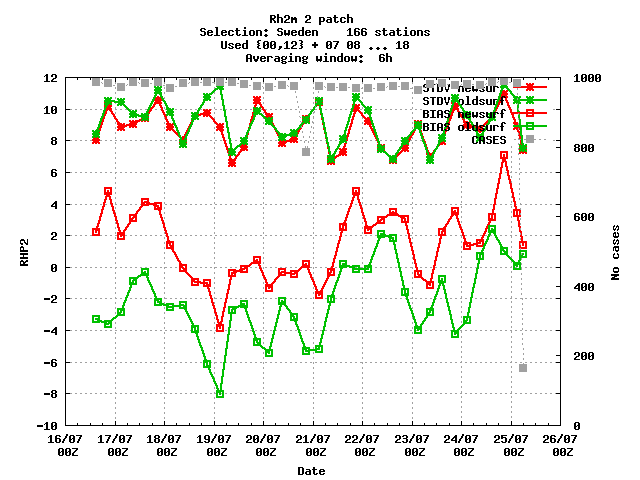 Rh2m 2 patch
Selection: Sweden    166 stations
Used {00,12} + 07 08 ... 18
Averaging window:  6h
STDV newsurf
STDV oldsurf
BIAS newsurf
BIAS oldsurf
CASES
12
10
8
6
4
2
0
-2
-4
-6
-8
-10
RHP2
1000
800
600
400
200
0
No cases
16/07 17/07 18/07 19/07 20/07 21/07 22/07 23/07 24/07 25/07 26/07
00Z 00Z 00Z 00Z 00Z 00Z 00Z 00Z 00Z 00Z 00Z
Date